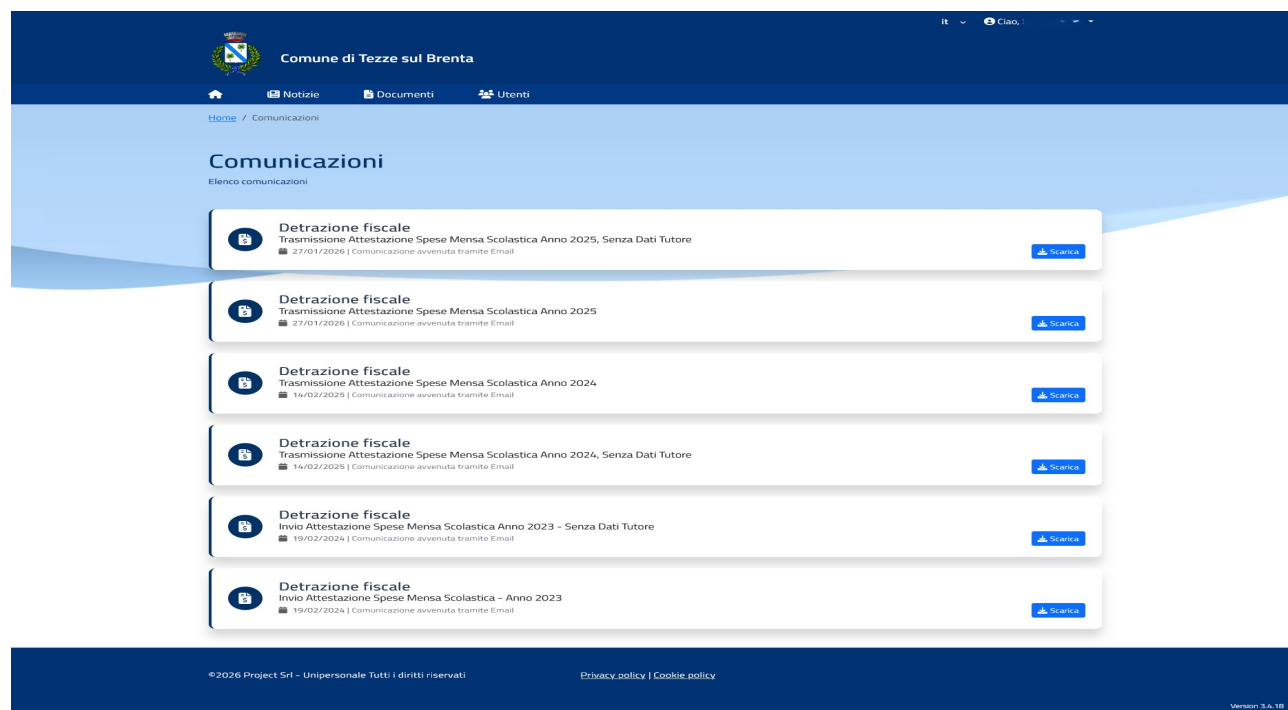 it Ciao,
Comune di Tezze sul Brenta
Notizie Documenti Utenti
Home / Comunicazioni
Comunicazioni
Elenco comunicazioni
Detrazione fiscale
Trasmissione Attestazione Spese Mensa Scolastica Anno 2025, Senza Dati Tutore
27/01/2026 | Comunicazione avvenuta tramite Email
Scarica
Detrazione fiscale
Trasmissione Attestazione Spese Mensa Scolastica Anno 2025
27/01/2026 | Comunicazione avvenuta tramite Email
Scarica
Detrazione fiscale
Trasmissione Attestazione Spese Mensa Scolastica Anno 2024
14/02/2025 | Comunicazione avvenuta tramite Email
Scarica
Detrazione fiscale
Trasmissione Attestazione Spese Mensa Scolastica Anno 2024, Senza Dati Tutore
14/02/2025 | Comunicazione avvenuta tramite Email
Scarica
Detrazione fiscale
Invio Attestazione Spese Mensa Scolastica Anno 2023 - Senza Dati Tutore
19/02/2024 | Comunicazione avvenuta tramite Email
Scarica
Detrazione fiscale
Invio Attestazione Spese Mensa Scolastica - Anno 2023
19/02/2024 | Comunicazione avvenuta tramite Email
Scarica
©2026 Project Srl - Unipersonale Tutti i diritti riservati Privacy policy | Cookie policy
Version 3.4.18